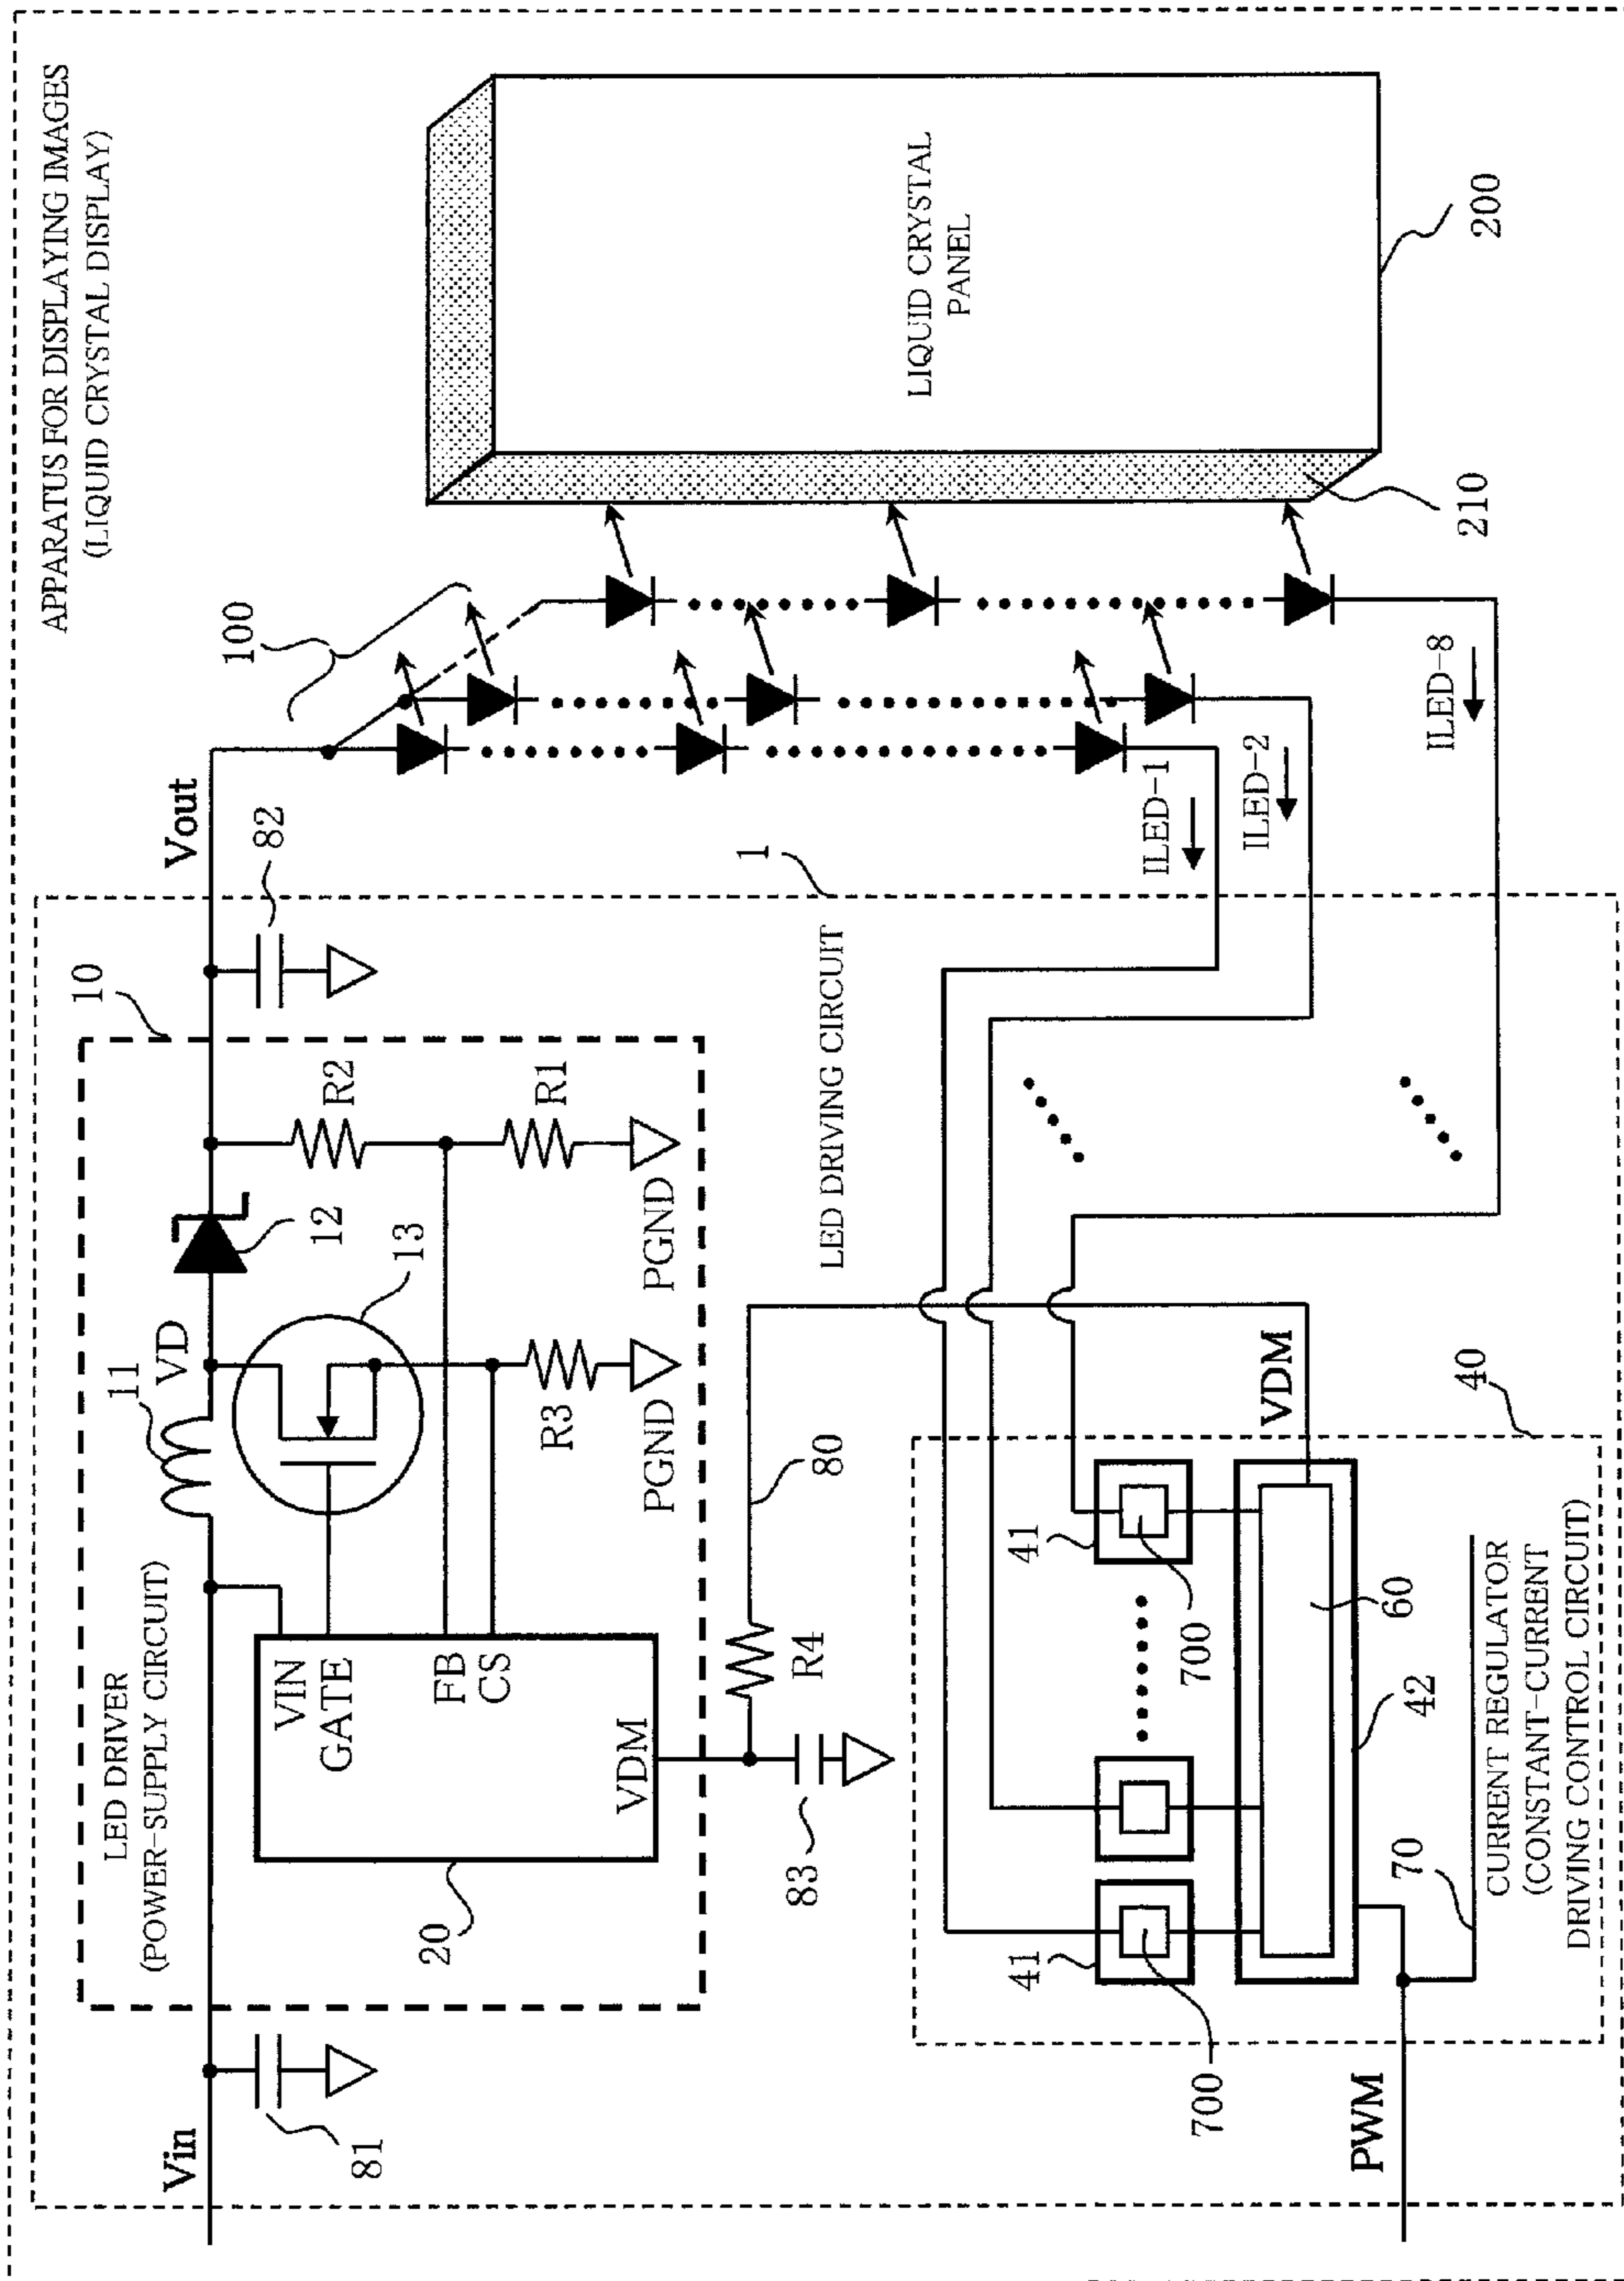 APPARATUS FOR DISPLAYING IMAGES
(LIQUID CRYSTAL DISPLAY)
Vin
81
LED DRIVER
(POWER-SUPPLY CIRCUIT)
10
11
VD
12
13
VIN
GATE
FB
CS
VDM
20
R2
R1
R3
PGND
PGND
82
Vout
100
LIQUID CRYSTAL
PANEL
200
210
83
R4
80
LED DRIVING CIRCUIT
1
ILED-1
ILED-2
ILED-8
VDM
40
41
41
700
700
60
42
70
PWM
CURRENT REGULATOR
(CONSTANT-CURRENT
DRIVING CONTROL CIRCUIT)